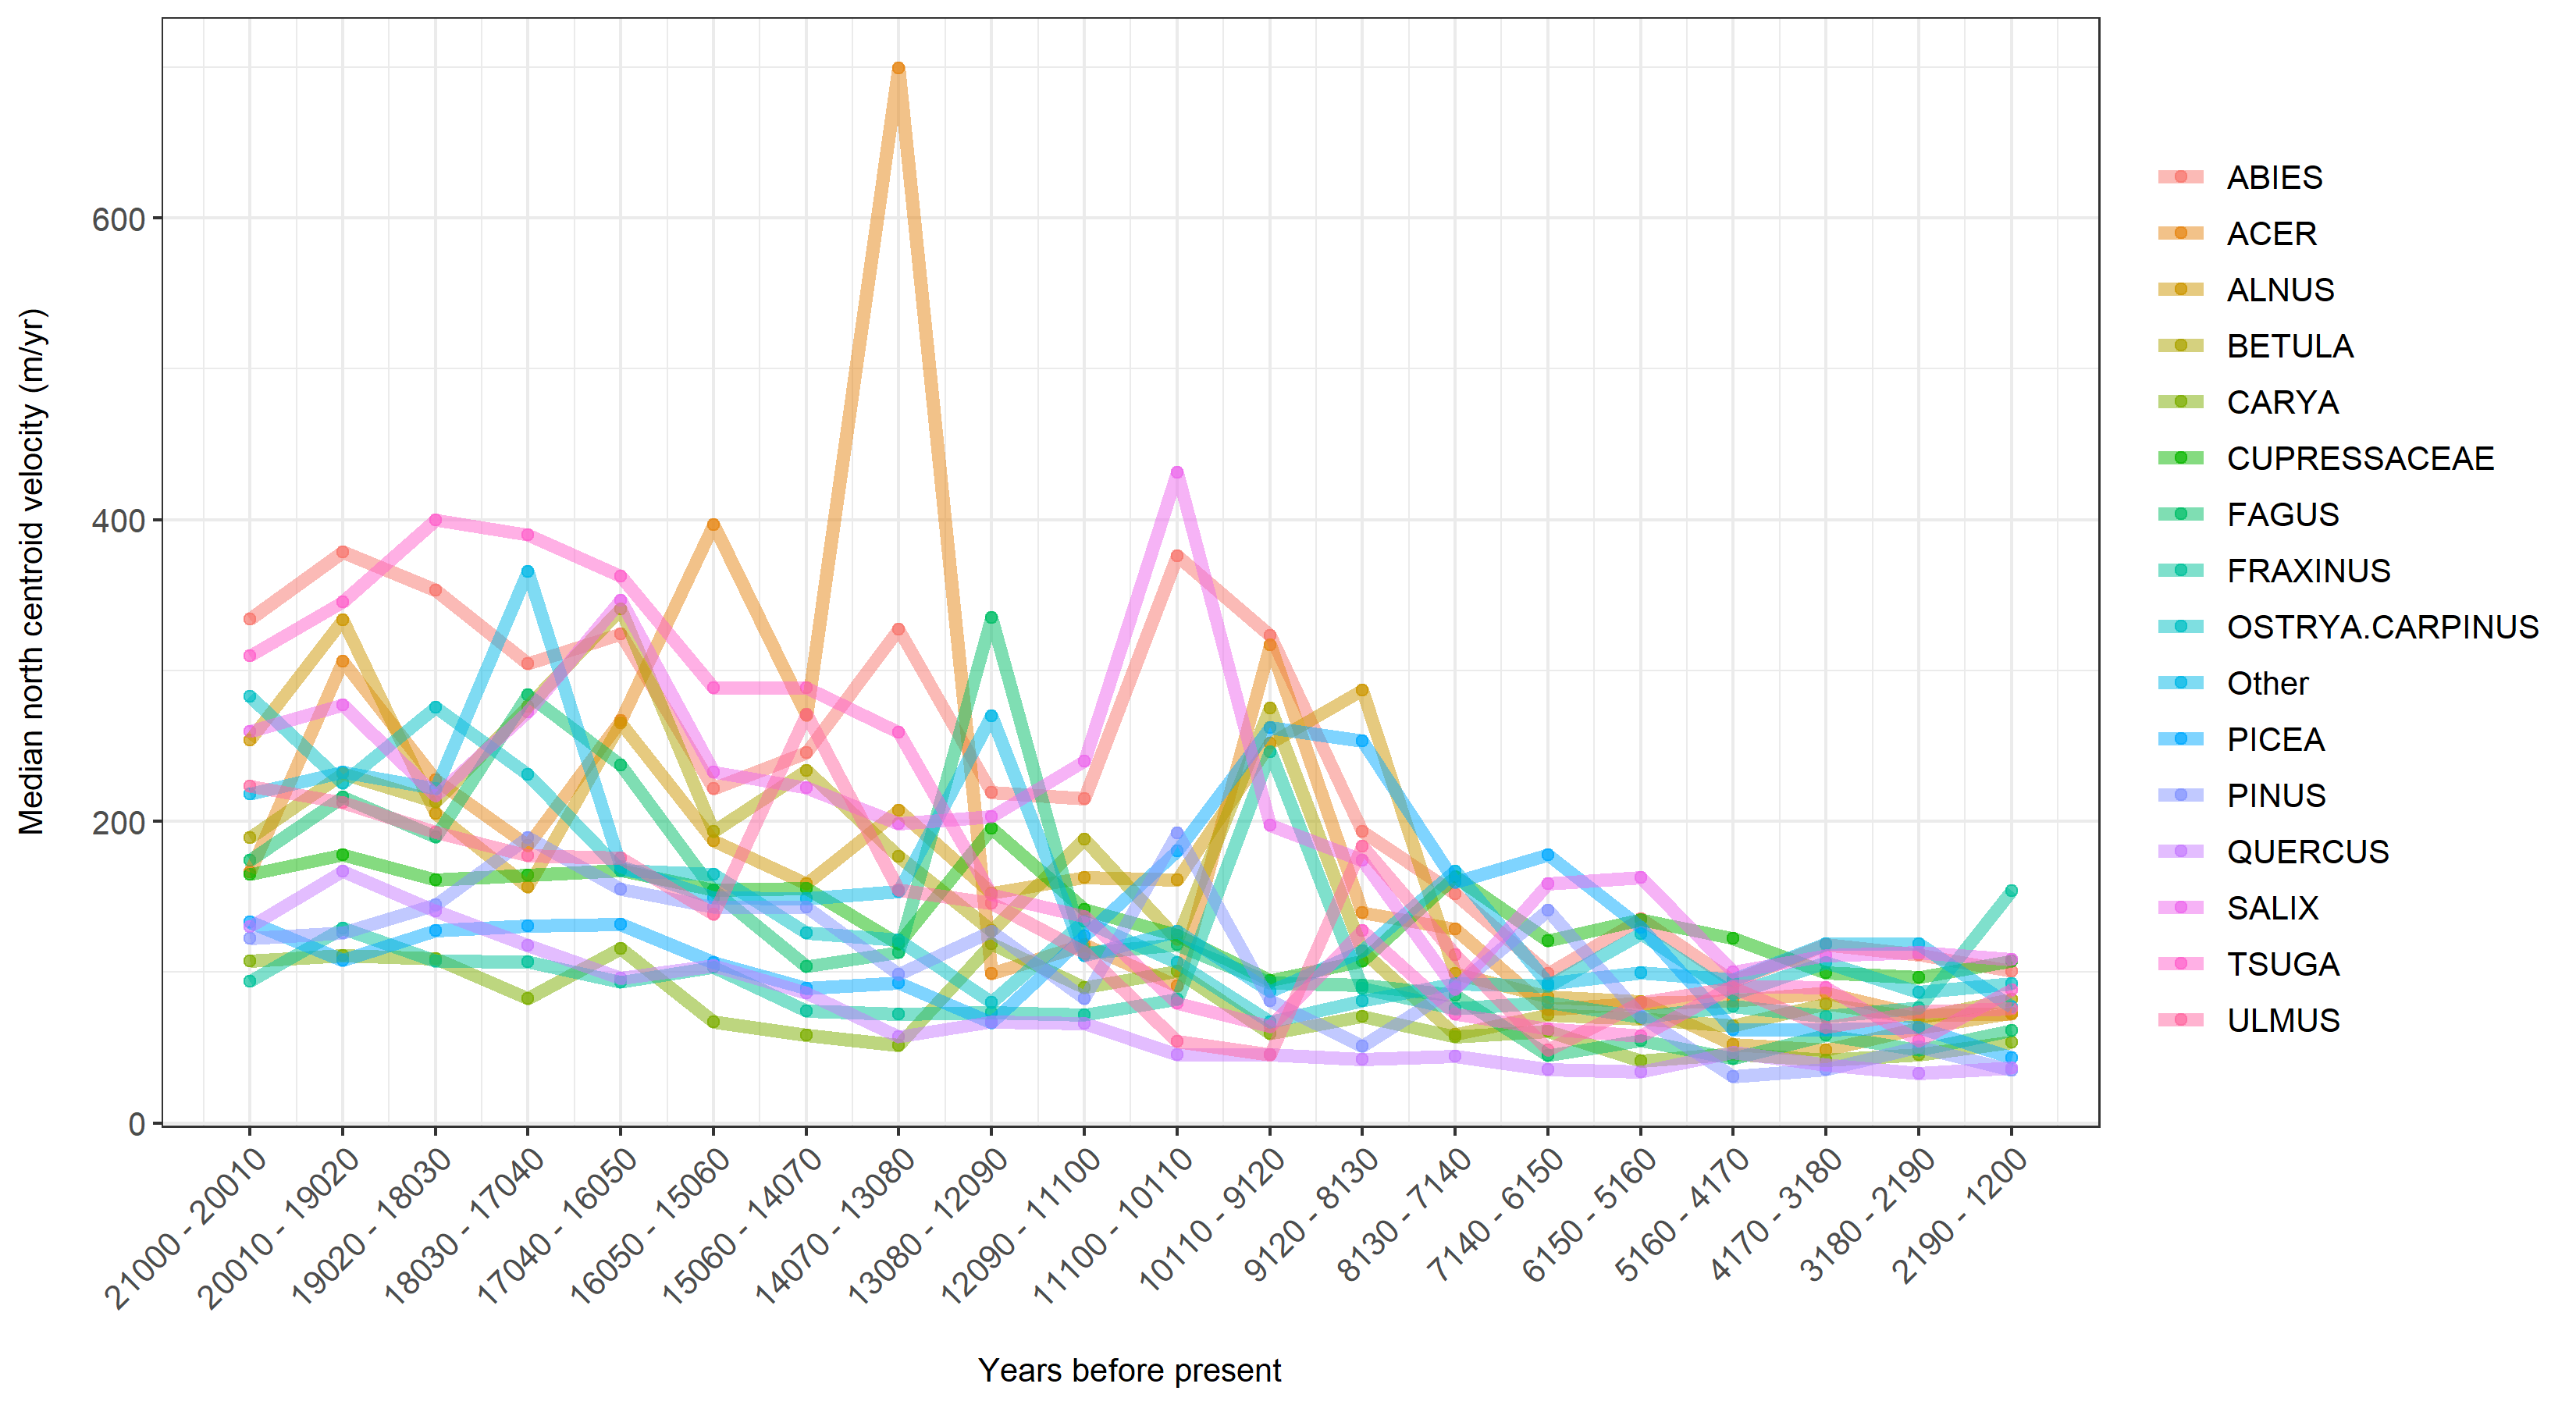 Median north centroid velocity (m/yr)
600
400
200
0
21000 - 20010
20010 - 19020
19020 - 18030
18030 - 17040
17040 - 16050
16050 - 15060
15060 - 14070
14070 - 13080
13080 - 12090
12090 - 11100
11100 - 10110
10110 - 9120
9120 - 8130
8130 - 7140
7140 - 6150
6150 - 5160
5160 - 4170
4170 - 3180
3180 - 2190
2190 - 1200
Years before present
ABIES
ACER
ALNUS
BETULA
CARYA
CUPRESSACEAE
FAGUS
FRAXINUS
OSTRYA.CARPINUS
Other
PICEA
PINUS
QUERCUS
SALIX
TSUGA
ULMUS